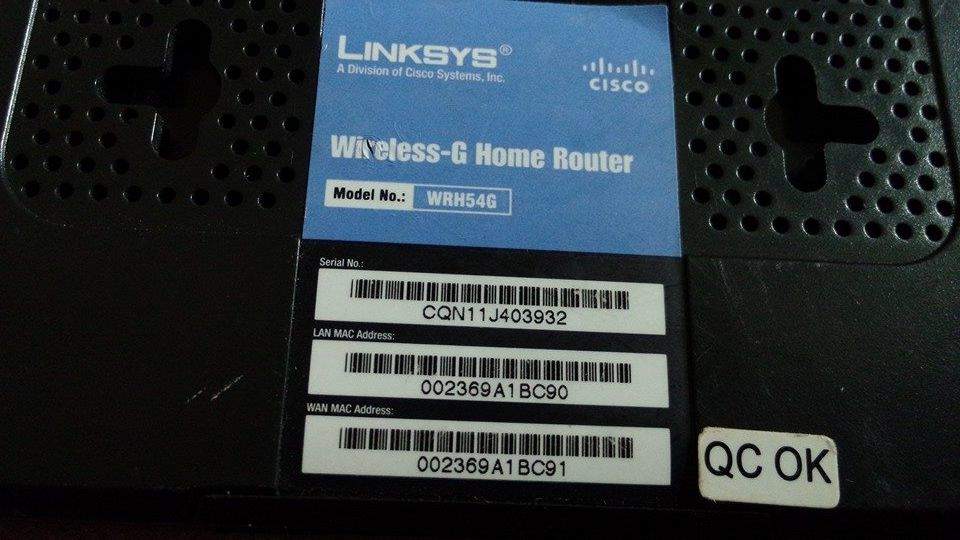 LINKSYS®
A Division of Cisco Systems, Inc.
CISCO
Wireless-G Home Router
Model No.: WRH54G
Serial No.:
CQN11J403932
LAN MAC Address:
002369A1BC90
WAN MAC Address:
002369A1BC91
QC OK